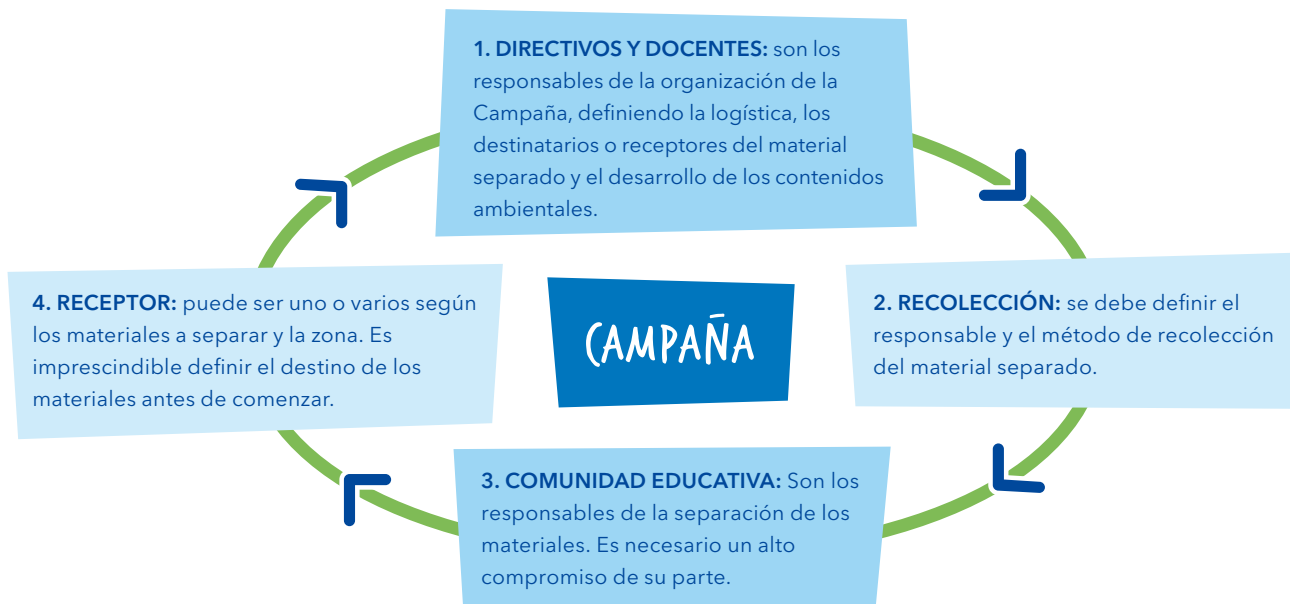 1. DIRECTIVOS Y DOCENTES: son los
responsables de la organización de la
Campaña, definiendo la logística, los
destinatarios o receptores del material
separado y el desarrollo de los contenidos
ambientales.
2. RECOLECCIÓN: se debe definir el
responsable y el método de recolección
del material separado.
3. COMUNIDAD EDUCATIVA: Son los
responsables de la separación de los
materiales. Es necesario un alto
compromiso de su parte.
4. RECEPTOR: puede ser uno o varios según
los materiales a separar y la zona. Es
imprescindible definir el destino de los
materiales antes de comenzar.
CAMPAÑA